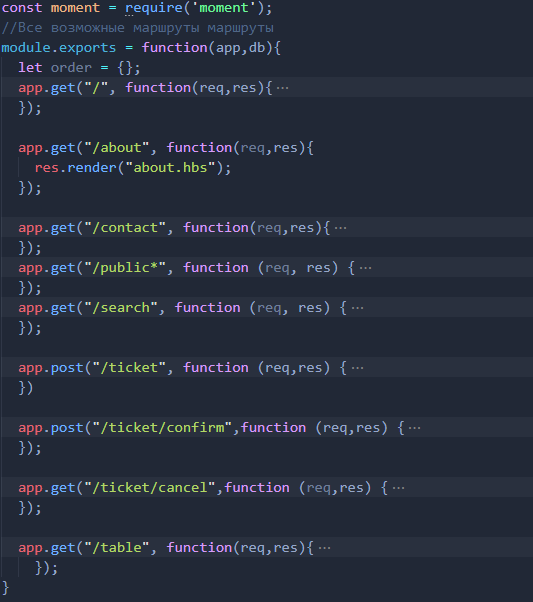 const moment = require('moment');
//Все возможные маршруты маршруты
module.exports = function(app,db){
  let order = {};
  app.get("/", function(req,res){ ···
  });

  app.get("/about", function(req,res){
    res.render("about.hbs");
  });

  app.get("/contact", function(req,res){ ···
  });
  app.get("/public*", function (req, res) { ···
  });
  app.get("/search", function (req, res) { ···
  });

  app.post("/ticket", function (req,res) { ···
  })

  app.post("/ticket/confirm",function (req,res) { ···
  });

  app.get("/ticket/cancel",function (req,res) { ···
  });

  app.get("/table", function(req,res){ ···
    });
}